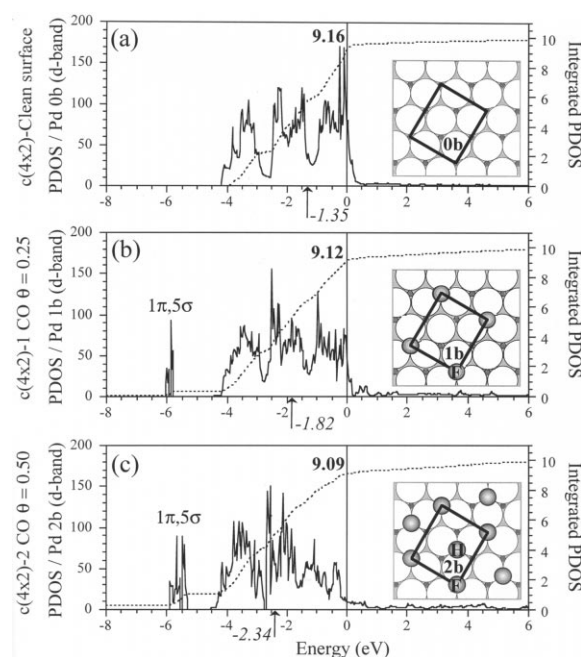 c(4x2)-Clean surface
PDOS / Pd 0b (d-band)
200
150
100
50
0
(a)
9.16
0b
10
8
6
4
2
0
Integrated PDOS
-8 -6 -4 -2 0 2 4 6
-1.35
c(4x2)-1 CO θ = 0.25
PDOS / Pd 1b (d-band)
200
150
100
50
0
(b)
9.12
1π,5σ
1b
F
10
8
6
4
2
0
Integrated PDOS
-8 -6 -4 -2 0 2 4 6
-1.82
c(4x2)-2 CO θ = 0.50
PDOS / Pd 2b (d-band)
200
150
100
50
0
(c)
9.09
1π,5σ
H
2b
F
10
8
6
4
2
0
Integrated PDOS
-8 -6 -4 -2 0 2 4 6
-2.34
Energy (eV)